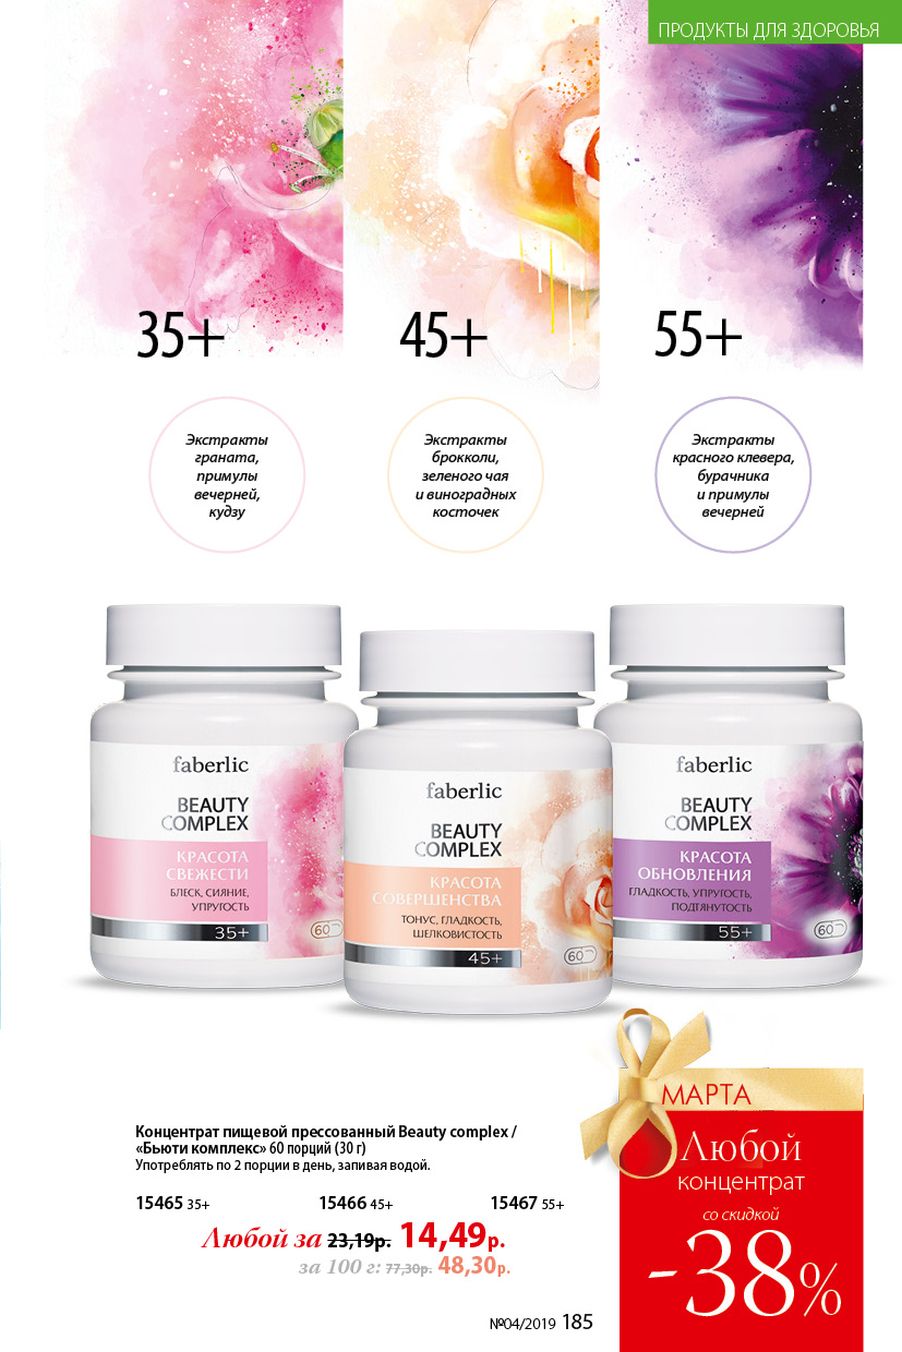 ПРОДУКТЫ ДЛЯ ЗДОРОВЬЯ
35+
45+
55+
Экстракты
граната,
примулы
вечерней,
кудзу
Экстракты
брокколи,
зеленого чая
и виноградных
косточек
Экстракты
красного клевера,
бурачника
и примулы
вечерней
faberlic
BEAUTY
COMPLEX
КРАСОТА
СВЕЖЕСТИ
БЛЕСК, СИЯНИЕ,
УПРУГОСТЬ
35+
60
faberlic
BEAUTY
COMPLEX
КРАСОТА
СОВЕРШЕНСТВА
ТОНУС, ГЛАДКОСТЬ,
ШЕЛКОВИСТОСТЬ
45+
60
faberlic
BEAUTY
COMPLEX
КРАСОТА
ОБНОВЛЕНИЯ
ГЛАДКОСТЬ, УПРУГОСТЬ,
ПОДТЯНУТОСТЬ
55+
60
Концентрат пищевой прессованный Beauty complex /
«Бьюти комплекс» 60 порций (30 г)
Употреблять по 2 порции в день, запивая водой.
15465 35+
15466 45+
15467 55+
Любой за 23,19р. 14,49р.
за 100 г: 77,30р. 48,30р.
МАРТА
Любой
концентрат
со скидкой
-38%
№04/2019 185